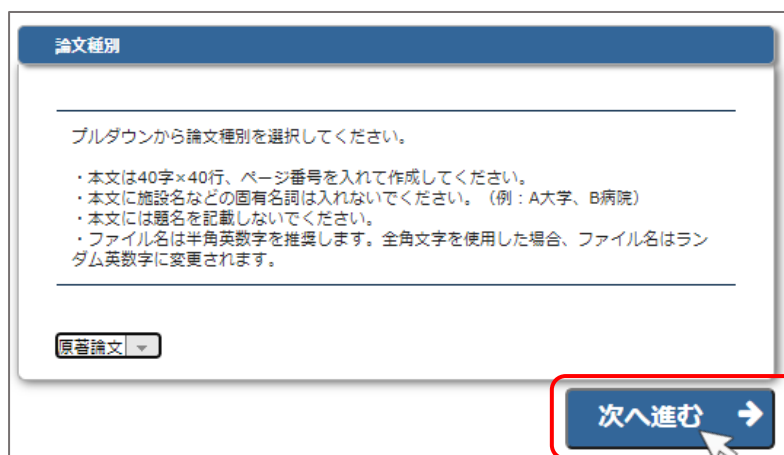 論文種別
プルダウンから論文種別を選択してください。
・本文は40字×40行、ページ番号を入れて作成してください。
・本文に施設名などの固有名詞は入れないでください。（例：A大学、B病院）
・本文には題名を記載しないでください。
・ファイル名は半角英数字を推奨します。全角文字を使用した場合、ファイル名はラン
ダム英数字に変更されます。
原著論文
次へ進む